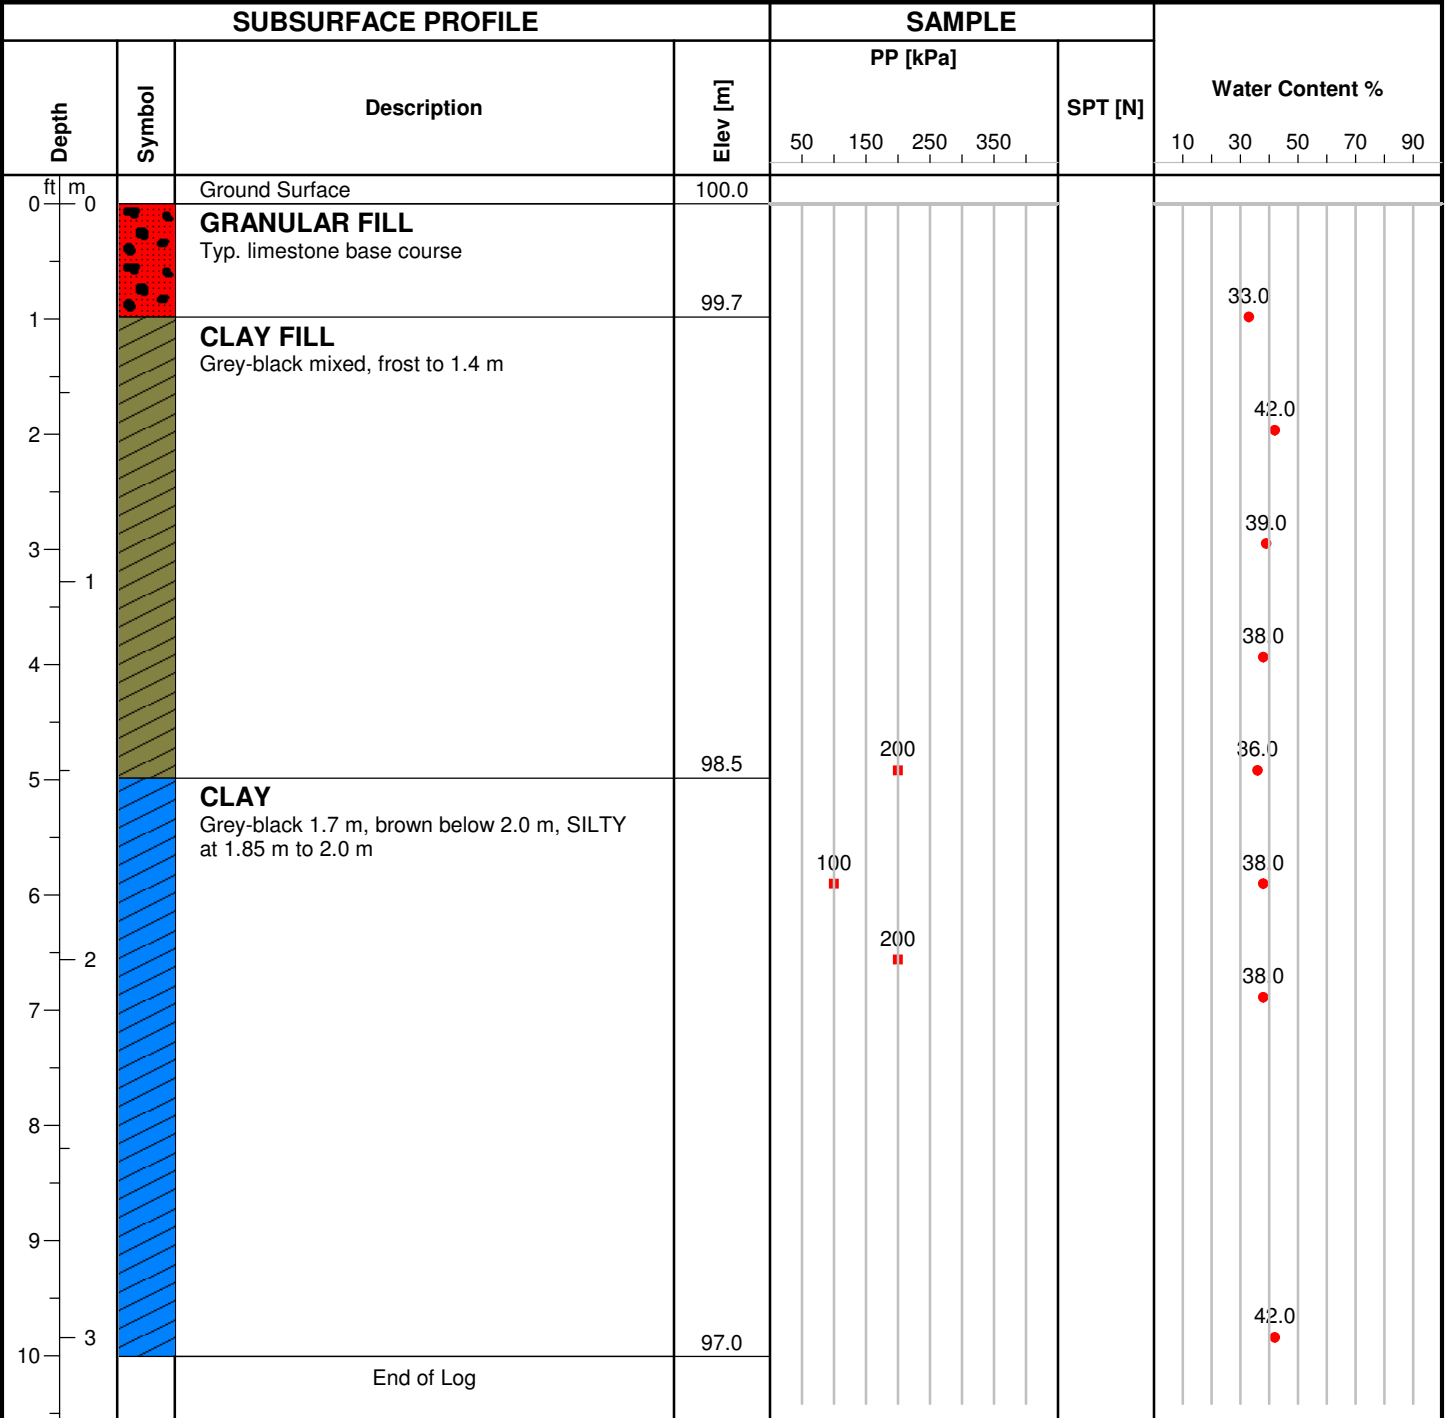 SUBSURFACE PROFILE
SAMPLE
Depth
Symbol
Description
Elev [m]
PP [kPa]
50 150 250 350
SPT [N]
Water Content %
10 30 50 70 90
ft m
Ground Surface
100.0
0 0
GRANULAR FILL
Typ. limestone base course
99.7
33.0
1
CLAY FILL
Grey-black mixed, frost to 1.4 m
42.0
2
39.0
3
1
38.0
4
200
36.0
98.5
5
CLAY
Grey-black 1.7 m, brown below 2.0 m, SILTY
at 1.85 m to 2.0 m
100
38.0
6
200
2
38.0
7
8
9
42.0
3
97.0
10
End of Log